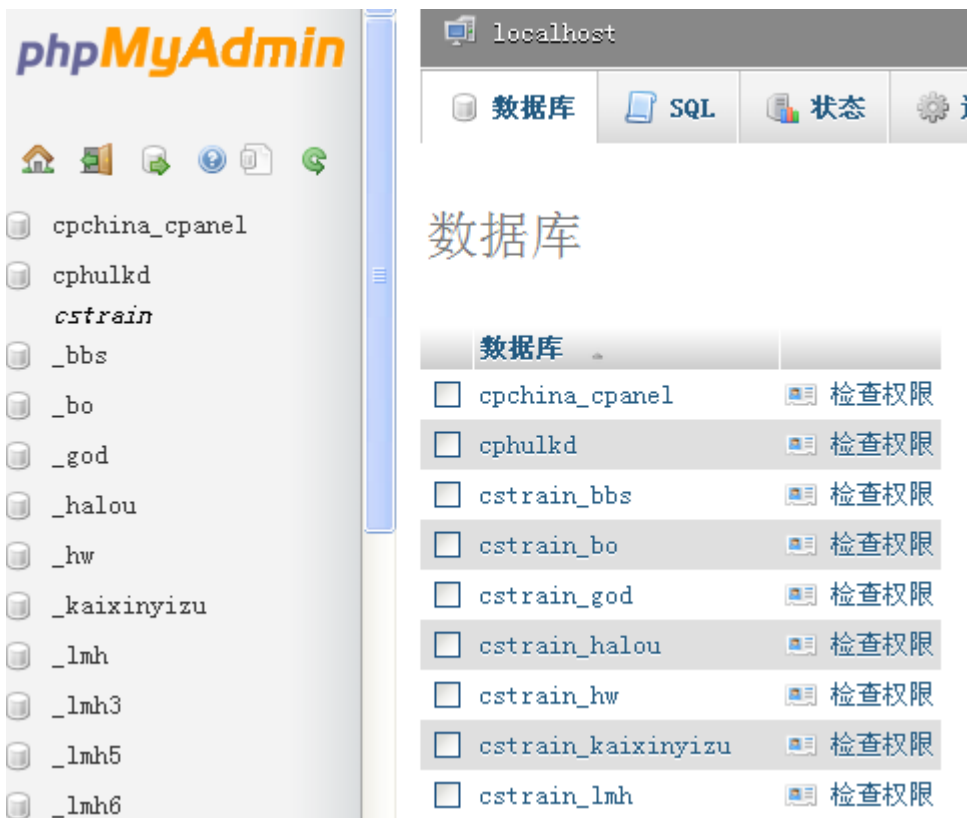 phpMyAdmin
cpchina_cpanel
cphulkd
cstrain
_bbs
_bo
_god
_halou
_hw
_kaixinyizu
_lmh
_lmh3
_lmh5
_lmh6
localhost
数据库 SQL 状态
数据库
数据库
cpchina_cpanel 检查权限
cphulkd 检查权限
cstrain_bbs 检查权限
cstrain_bo 检查权限
cstrain_god 检查权限
cstrain_halou 检查权限
cstrain_hw 检查权限
cstrain_kaixinyizu 检查权限
cstrain_lmh 检查权限